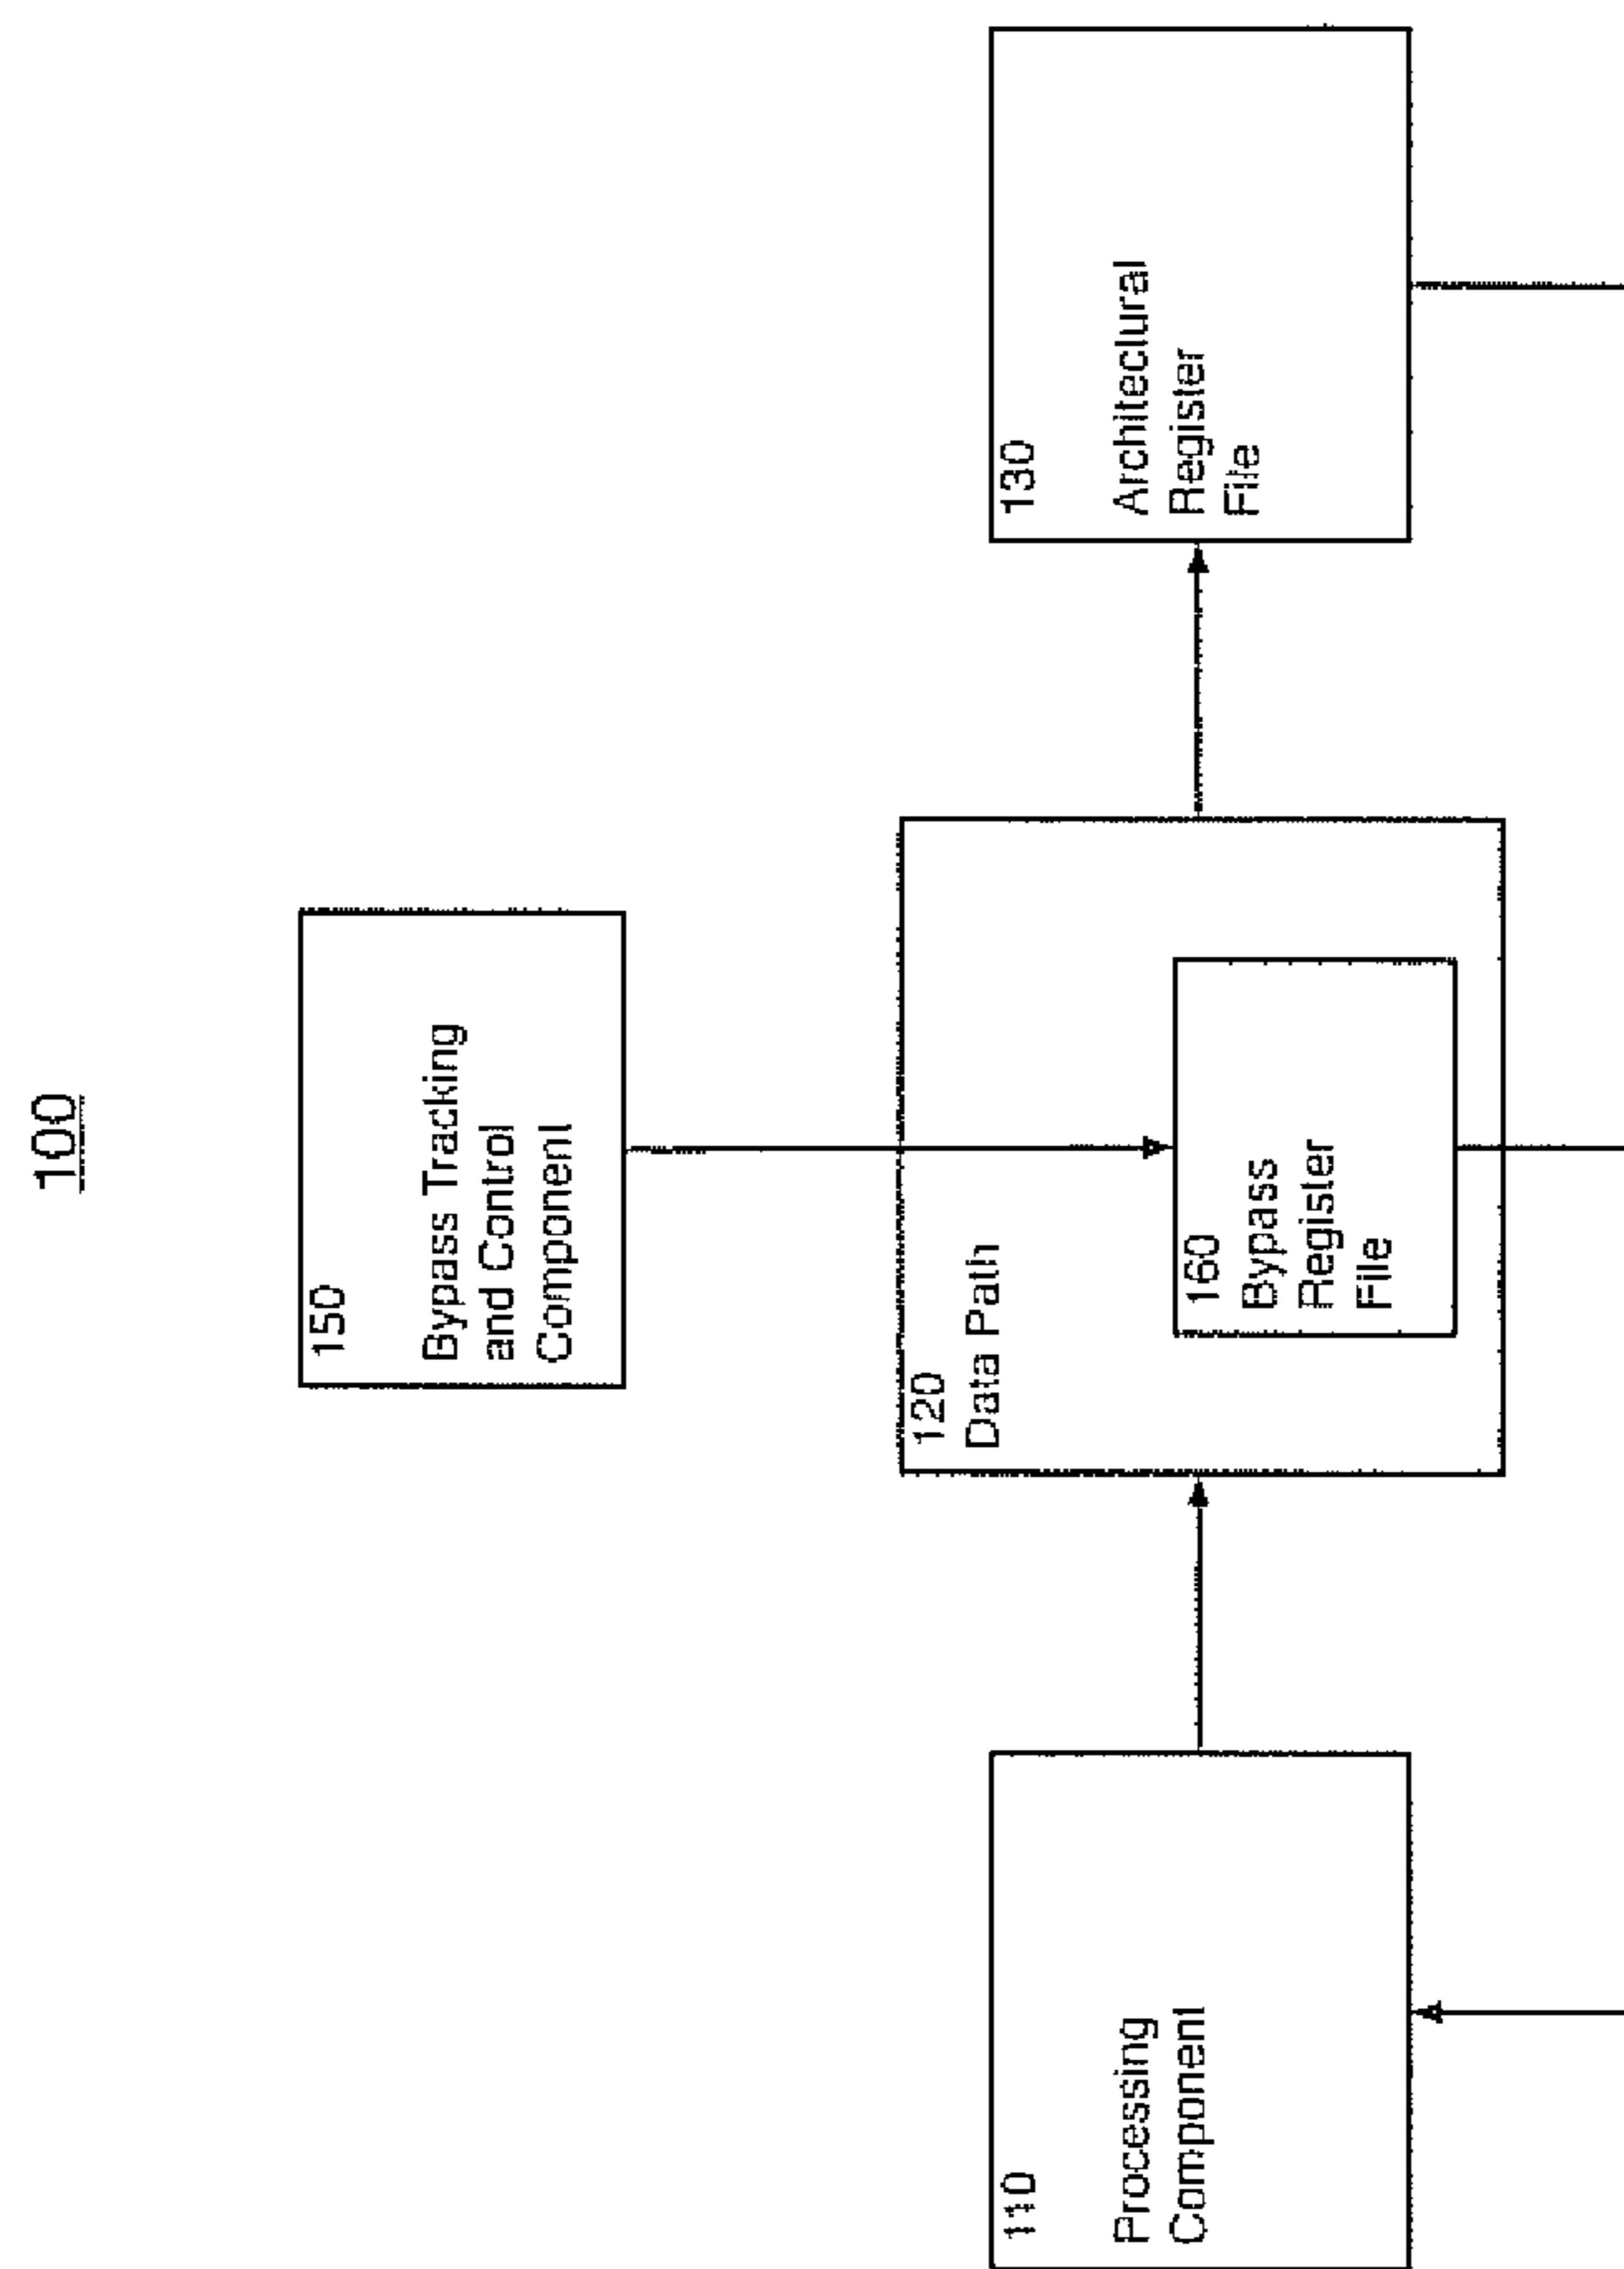 100
150
Bypass Tracking
and Control
Component
110
Processing
Component
120
Data Path
160
Bypass
Register
File
130
Architectural
Register
File